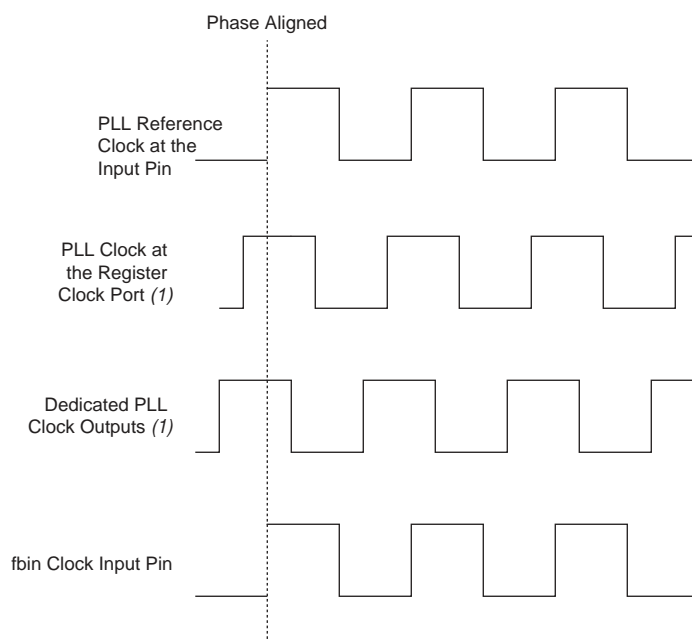 Phase Aligned
PLL Reference
Clock at the
Input Pin
PLL Clock at
the Register
Clock Port (1)
Dedicated PLL
Clock Outputs (1)
fbin Clock Input Pin